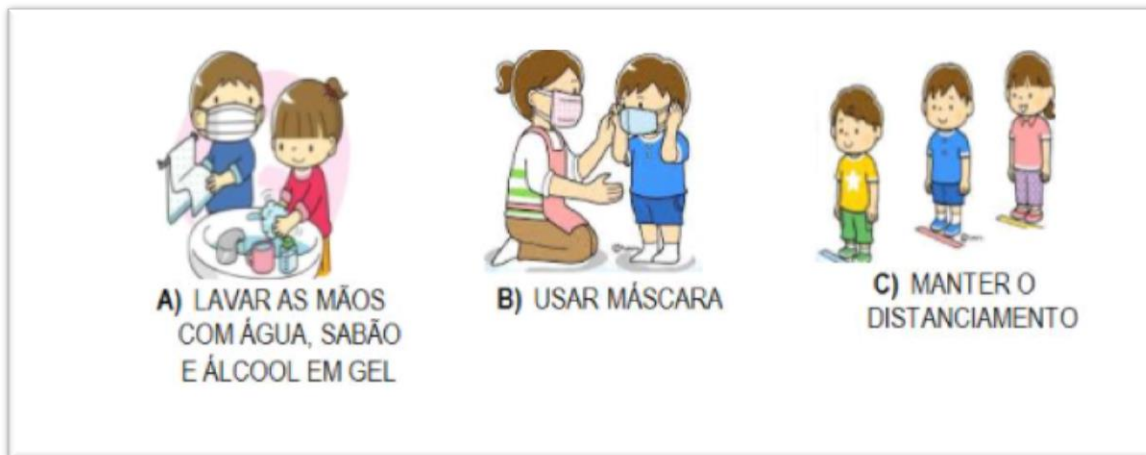 A) LAVAR AS MÃOS
COM ÁGUA, SABÃO
E ÁLCOOL EM GEL
B) USAR MÁSCARA
C) MANTER O
DISTANCIAMENTO